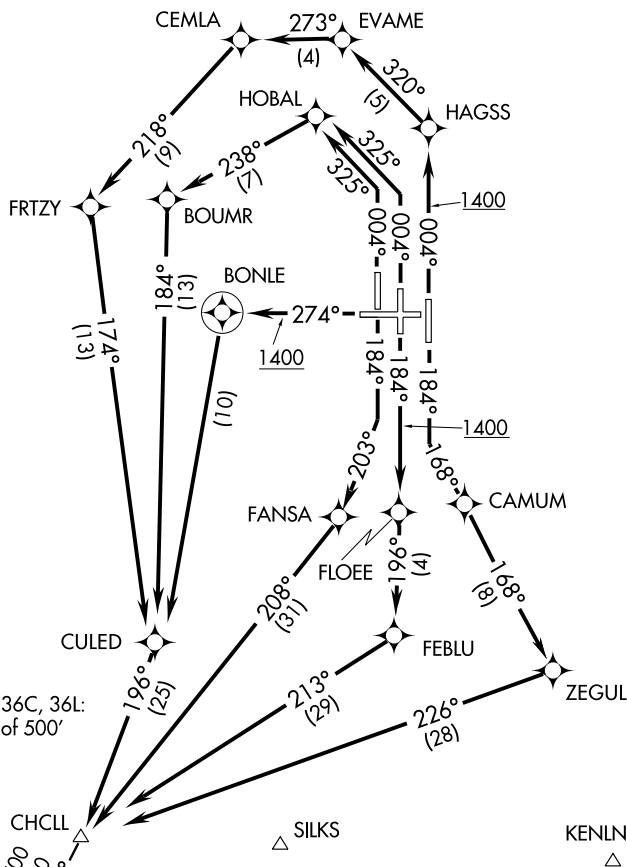 CEMLA
273°
(4)
EVAME
320°
(5)
HOBAL
HAGSS
218°
(9)
238°
(7)
325°
325°
1400
FRTZY
BOUMR
004°
004°
004°
BONLE
184°
(13)
274°
1400
174°
(13)
(10)
184°
184°
184°
1400
203°
168°
FANSA
FLOEE
CAMUM
196°
(4)
168°
(8)
208°
(31)
CULED
FEBLU
ZEGUL
196°
(25)
36C, 36L:
of 500'
213°
(29)
226°
(28)
CHCLL
SILKS
KENLN